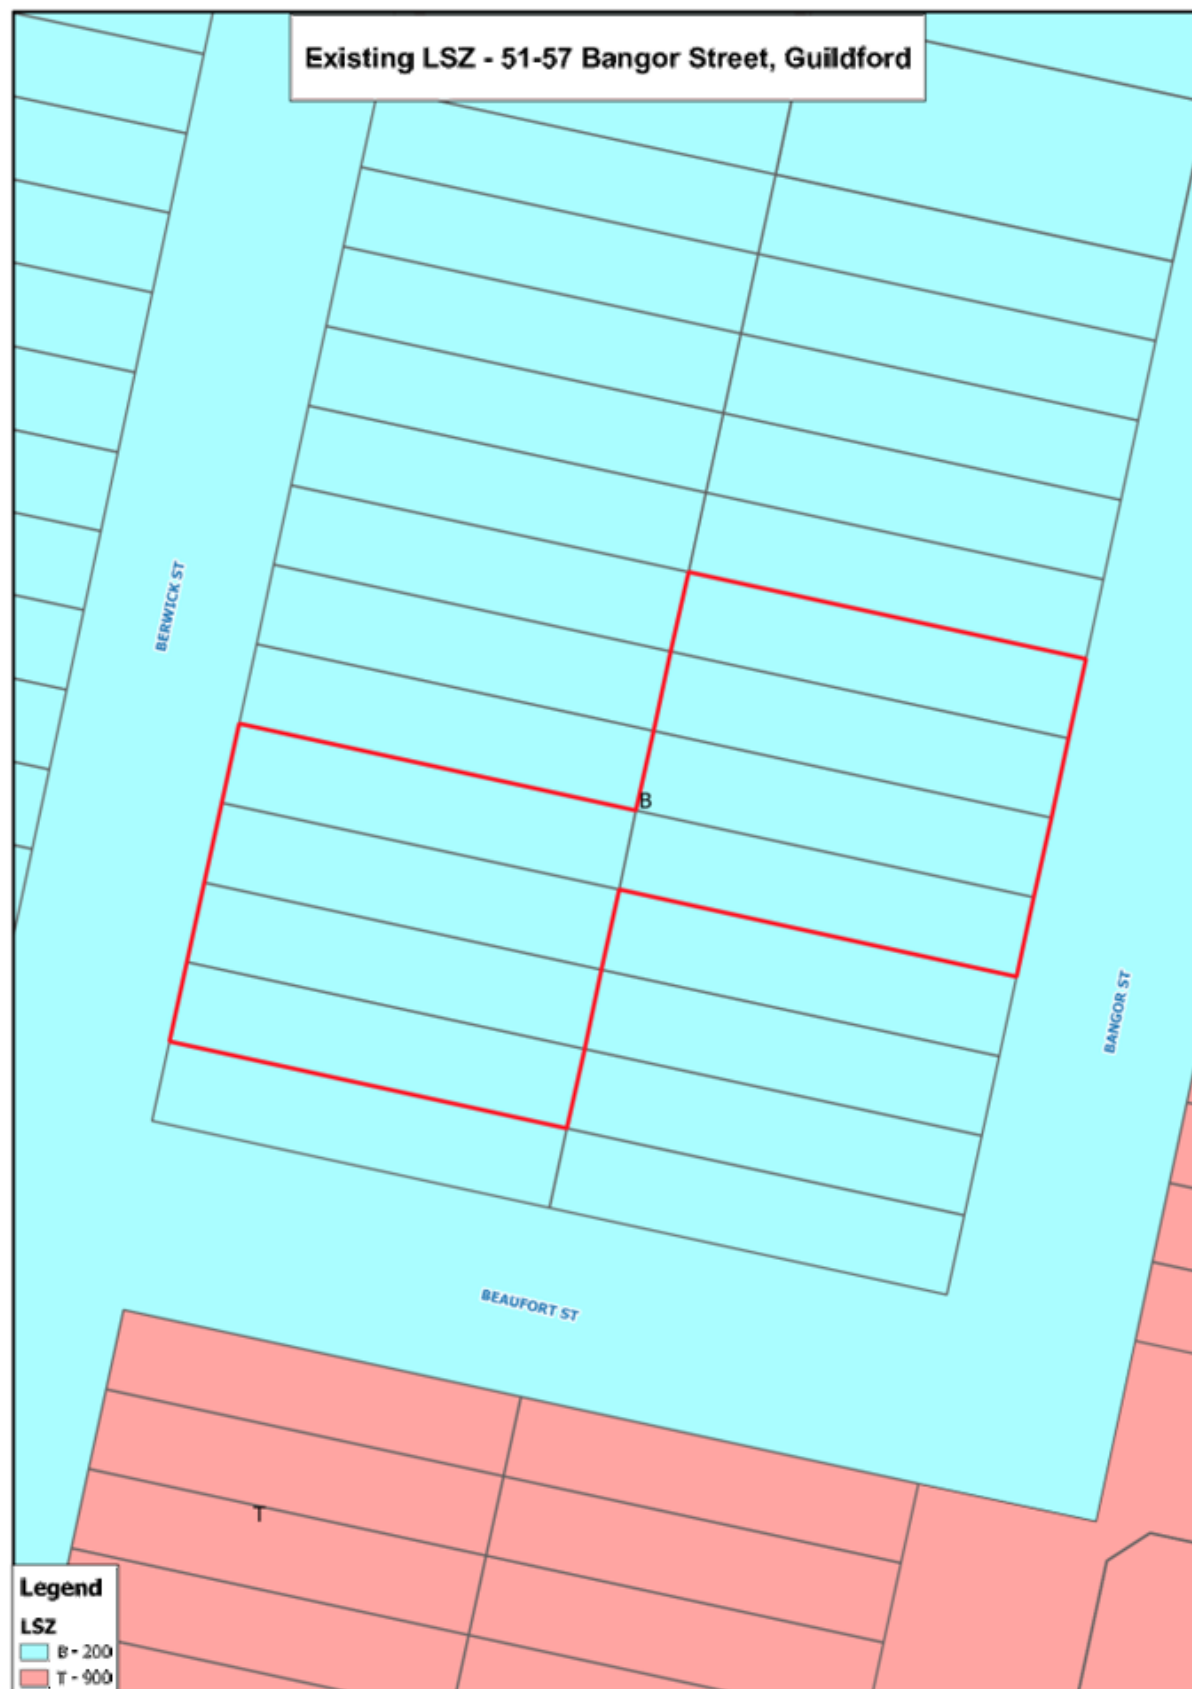 Existing LSZ - 51-57 Bangor Street, Guildford
BERWICK ST
B
BANGOR ST
BEAUFORT ST
T
Legend
LSZ
B - 200
T - 900